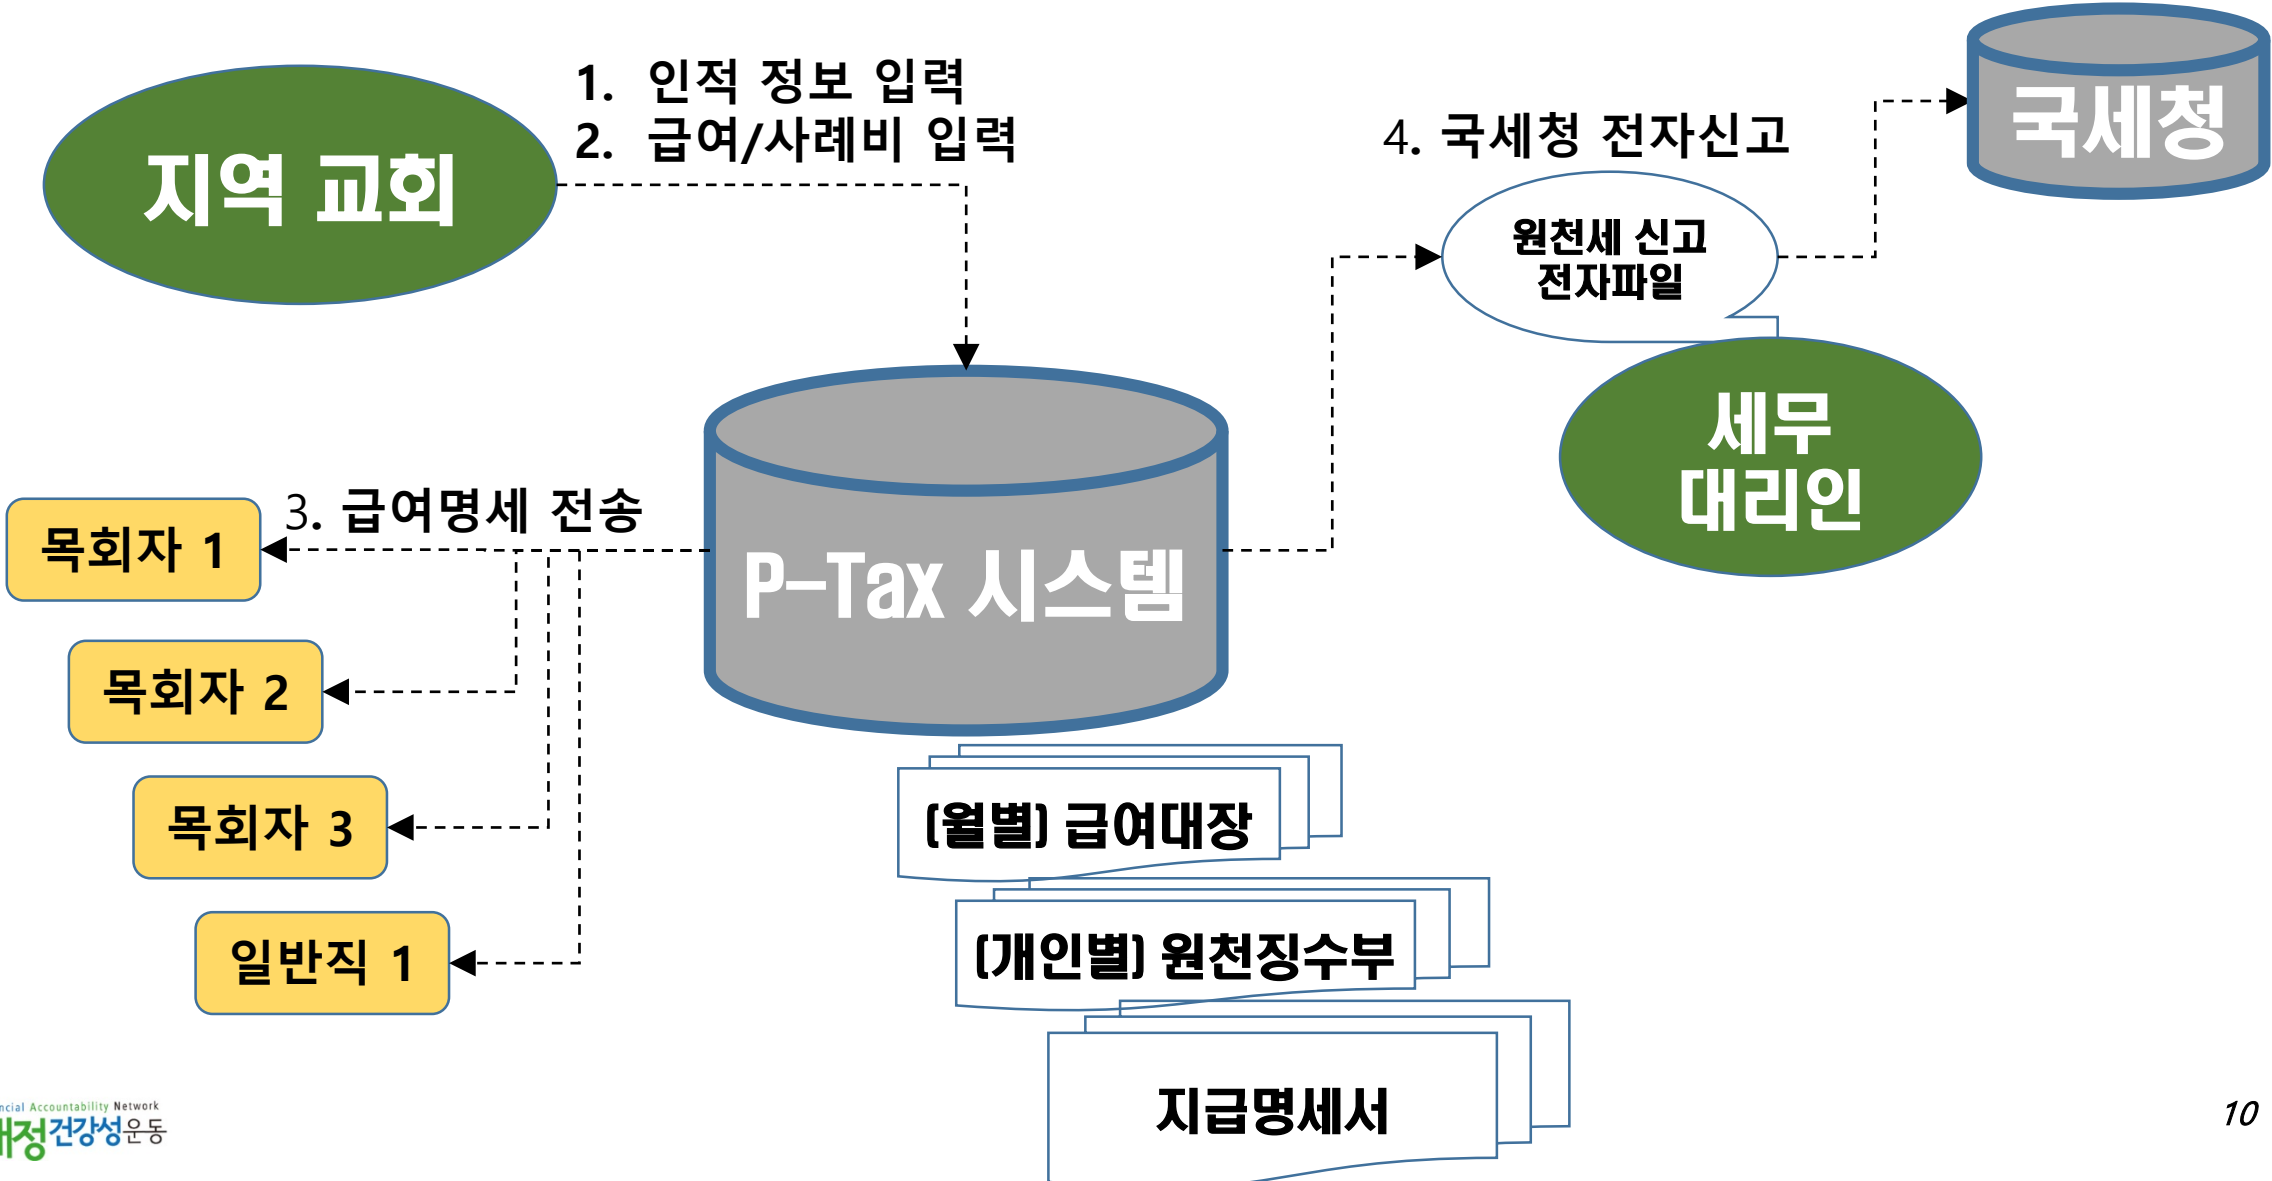 1. 인적 정보 입력
2. 급여/사례비 입력
지역 교회
4. 국세청 전자신고
국세청
원천세 신고
전자파일
세무
대리인
3. 급여명세 전송
P-Tax 시스템
목회자 1
목회자 2
목회자 3
일반직 1
(월별) 급여대장
(개인별) 원천징수부
지급명세서
Accountability Network
건강성운동
10